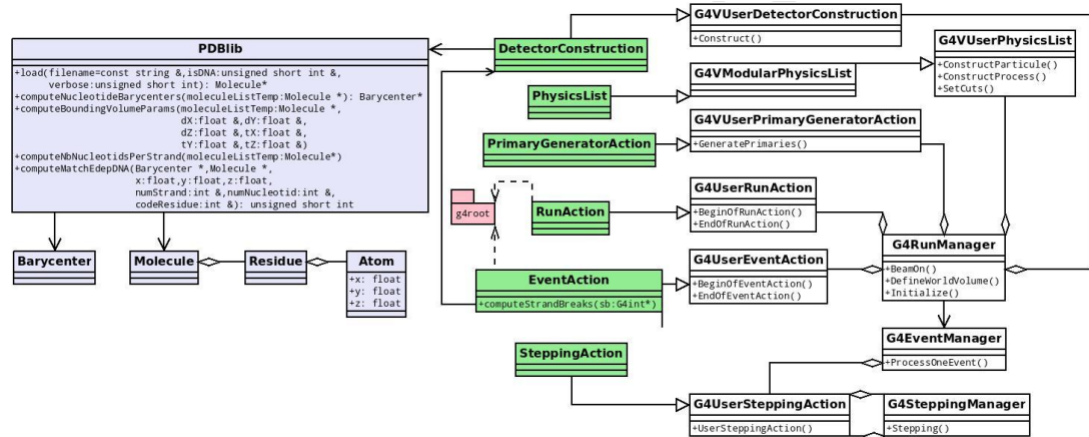 PDBlib
+load(filename=const string &,isDNA:unsigned short int &,
verbose:unsigned short int): Molecule*
+computeNucleotideBarycenters(moleculeListTemp:Molecule *): Barycenter*
+computeBoundingVolumeParams(moleculeListTemp:Molecule *,
dX:float &,dY:float &,
dZ:float &,tX:float &,
tY:float &,tZ:float &)
+computeNbNucleotidsPerStrand(moleculeListTemp:Molecule*)
+computeMatchEdepDNA(Barycenter *,Molecule *,
x:float,y:float,z:float,
numStrand:int &,numNucleotid:int &,
codeResidue:int &): unsigned short int
Barycenter
Molecule
Residue
Atom
+x: float
+y: float
+z: float
DetectorConstruction
PhysicsList
PrimaryGeneratorAction
g4root
RunAction
EventAction
+computeStrandBreaks(sb:G4int*)
SteppingAction
G4VUserDetectorConstruction
+Construct()
G4VModularPhysicsList
G4VUserPhysicsList
+ConstructParticule()
+ConstructProcess()
+SetCuts()
G4VUserPrimaryGeneratorAction
+GeneratePrimaries()
G4UserRunAction
+BeginOfRunAction()
+EndOfRunAction()
G4UserEventAction
+BeginOfEventAction()
+EndOfEventAction()
G4RunManager
+BeamOn()
+DefineWorldVolume()
+Initialize()
G4EventManager
+ProcessOneEvent()
G4UserSteppingAction
+UserSteppingAction()
G4SteppingManager
+Stepping()